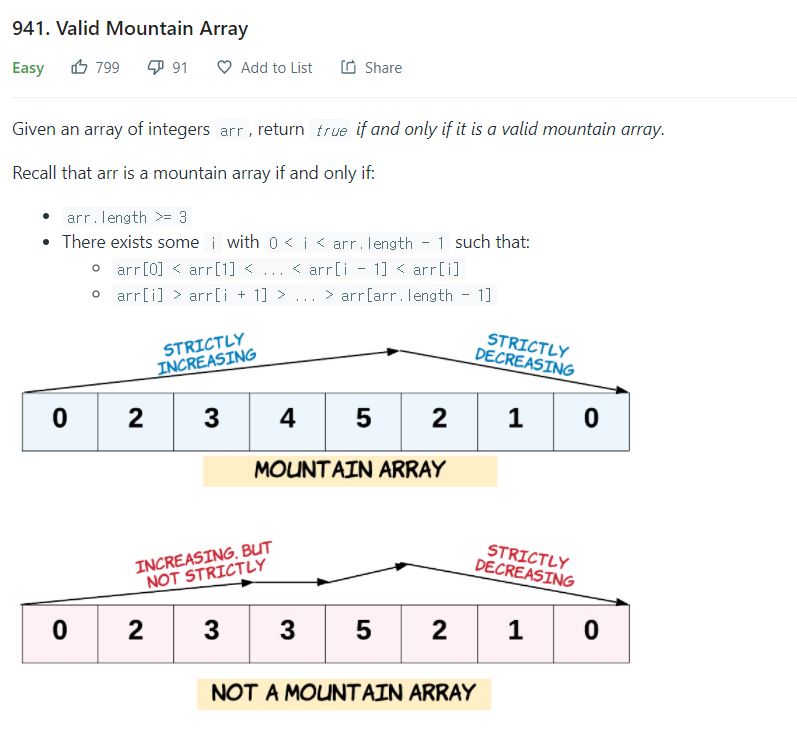 941. Valid Mountain Array
Easy 799 91 Add to List Share
Given an array of integers arr, return true if and only if it is a valid mountain array.
Recall that arr is a mountain array if and only if:
• arr.length >= 3
• There exists some i with 0 < i < arr.length - 1 such that:
○ arr[0] < arr[1] < ... < arr[i - 1] < arr[i]
○ arr[i] > arr[i + 1] > ... > arr[arr.length - 1]
STRICTLY
INCREASING
STRICTLY
DECREASING
0 2 3 4 5 2 1 0
MOUNTAIN ARRAY
INCREASING, BUT
NOT STRICTLY
STRICTLY
DECREASING
0 2 3 3 5 2 1 0
NOT A MOUNTAIN ARRAY